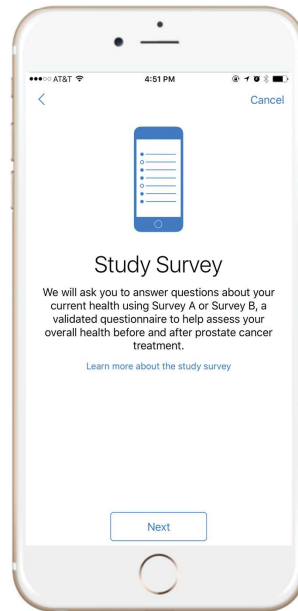 AT&T 4:51 PM
Cancel
Study Survey
We will ask you to answer questions about your
current health using Survey A or Survey B, a
validated questionnaire to help assess your
overall health before and after prostate cancer
treatment.
Learn more about the study survey
Next